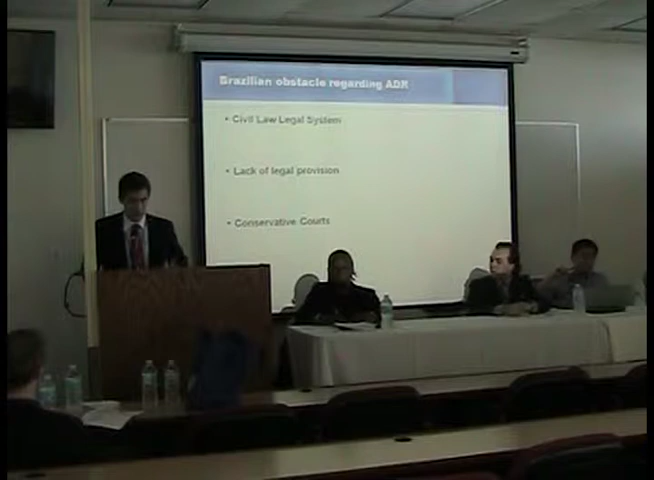 Brazilian obstacle regarding ADR
• Civil Law Legal System
• Lack of legal provision
• Conservative Courts